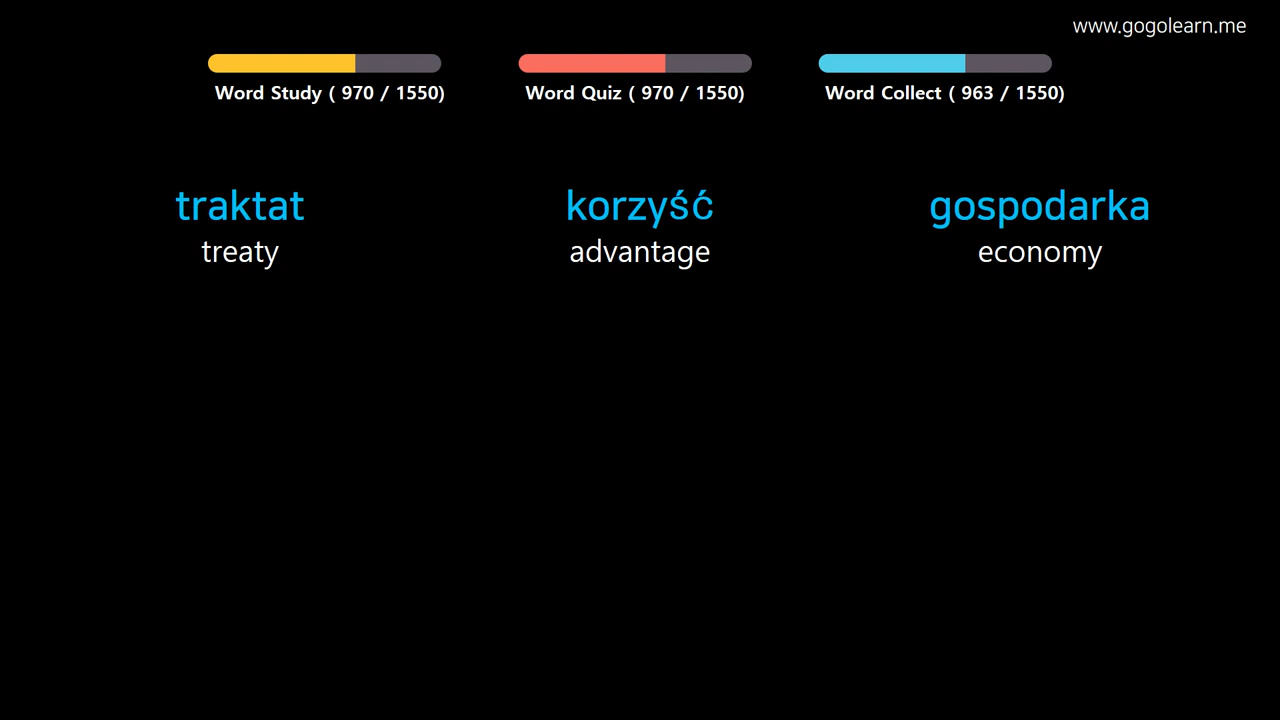 www.gogolearn.me
Word Study ( 970 / 1550)
Word Quiz ( 970 / 1550)
Word Collect ( 963 / 1550)
traktat
treaty
korzyść
advantage
gospodarka
economy